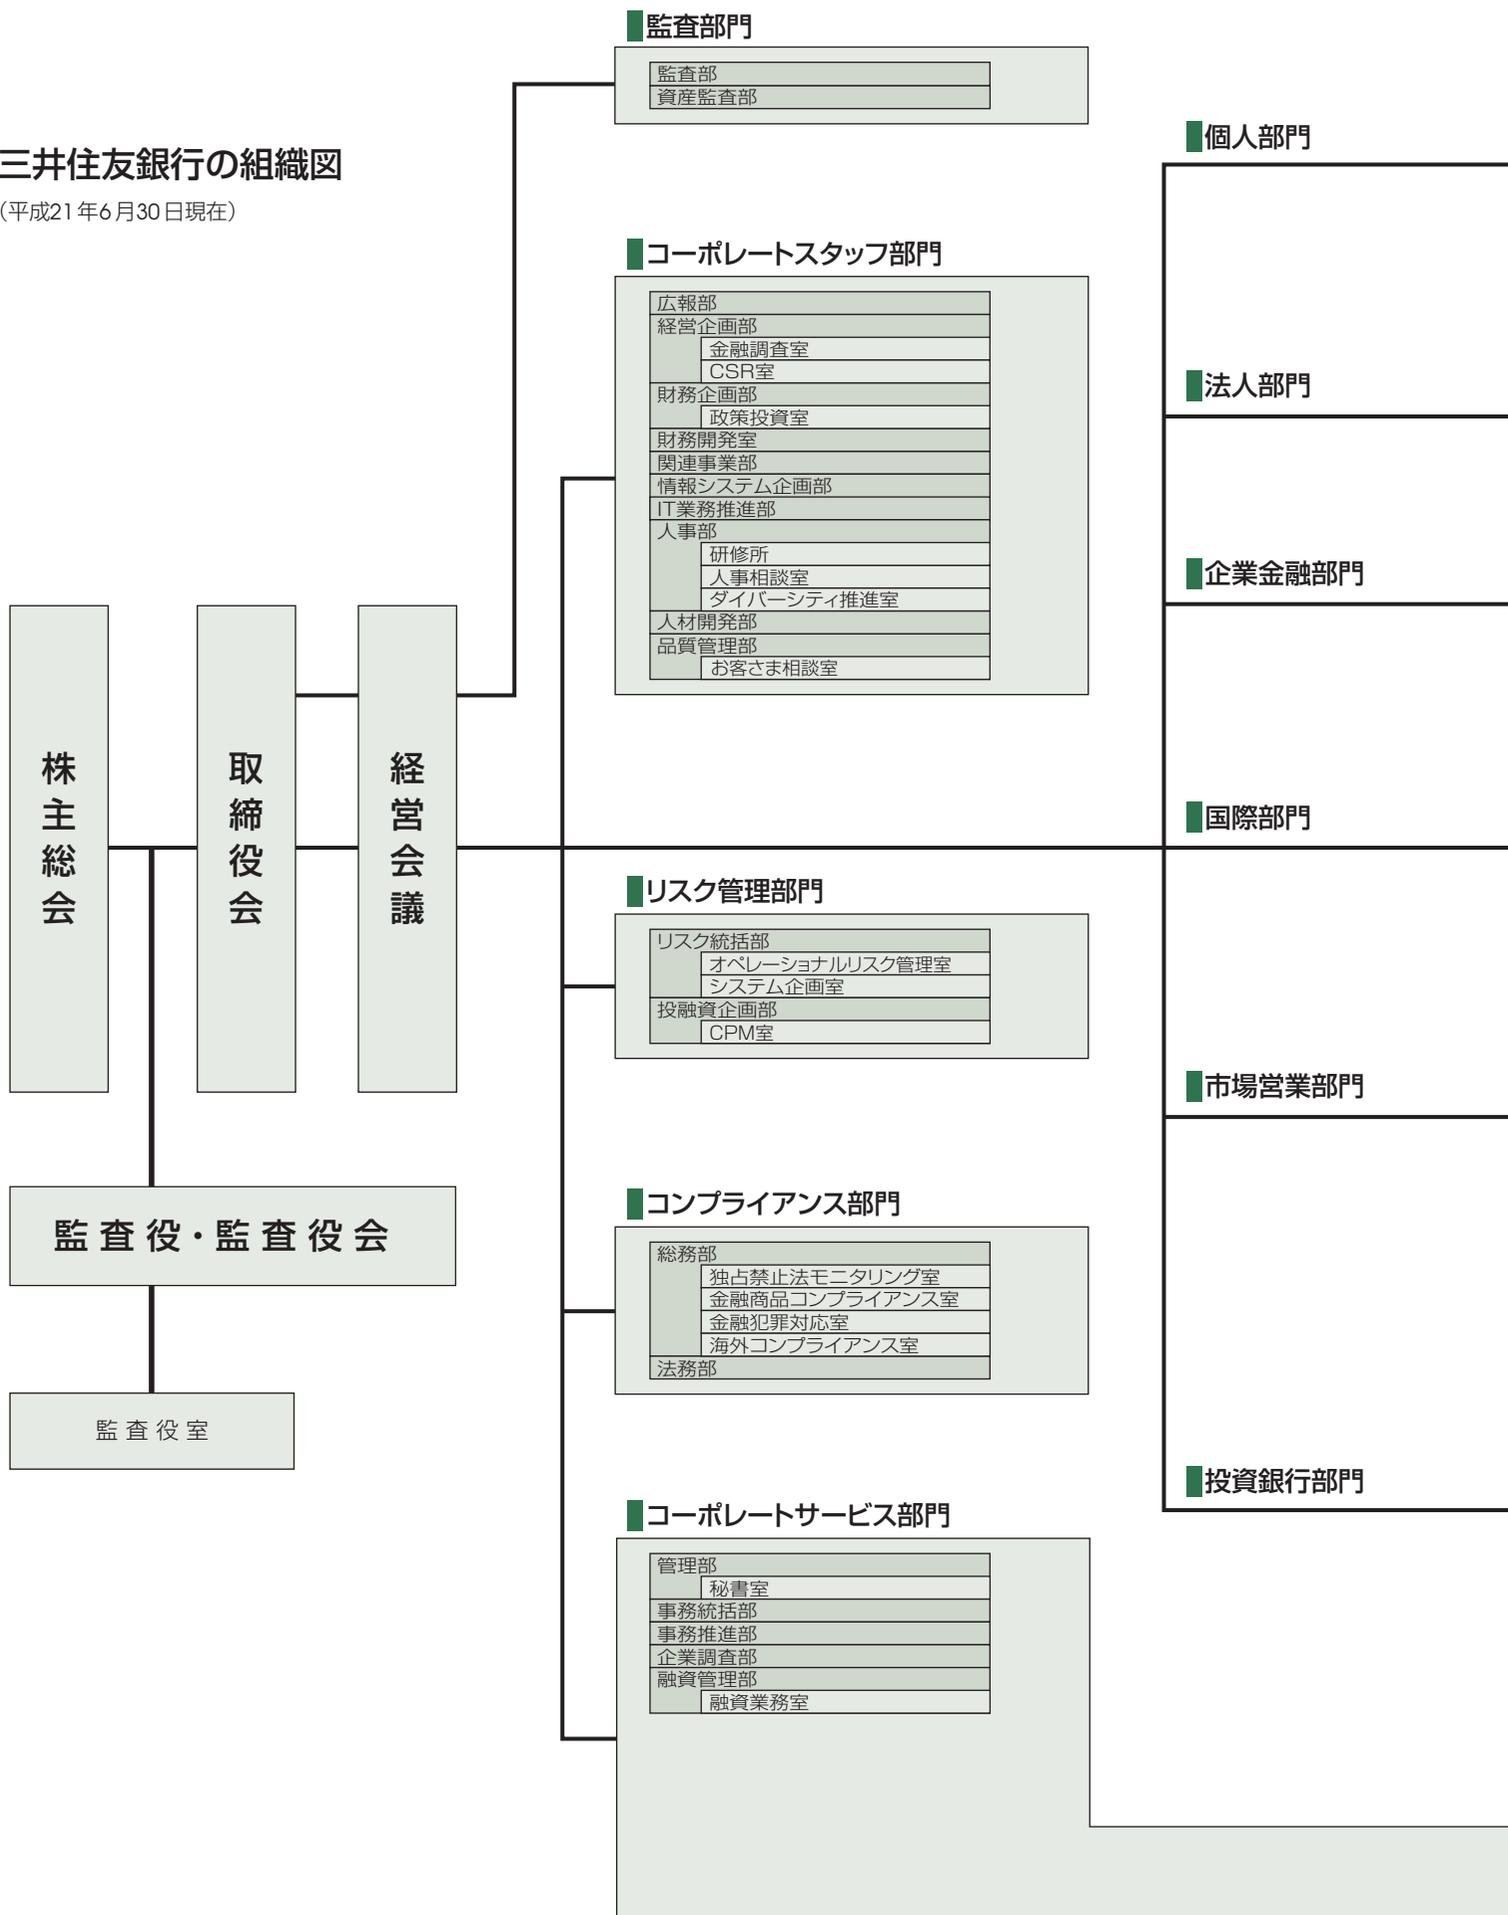 三井住友銀行の組織図
（平成21年6月30日現在）
株主総会
取締役会
経営会議
監査役・監査役会
監査役室
監査部門
監査部
資産監査部
コーポレートスタッフ部門
広報部
経営企画部
金融調査室
CSR室
財務企画部
政策投資室
財務開発室
関連事業部
情報システム企画部
IT業務推進部
人事部
研修所
人事相談室
ダイバーシティ推進室
人材開発部
品質管理部
お客さま相談室
リスク管理部門
リスク統括部
オペレーショナルリスク管理室
システム企画室
投融資企画部
CPM室
コンプライアンス部門
総務部
独占禁止法モニタリング室
金融商品コンプライアンス室
金融犯罪対応室
海外コンプライアンス室
法務部
コーポレートサービス部門
管理部
秘書室
事務統括部
事務推進部
企業調査部
融資管理部
融資業務室
個人部門
法人部門
企業金融部門
国際部門
市場営業部門
投資銀行部門